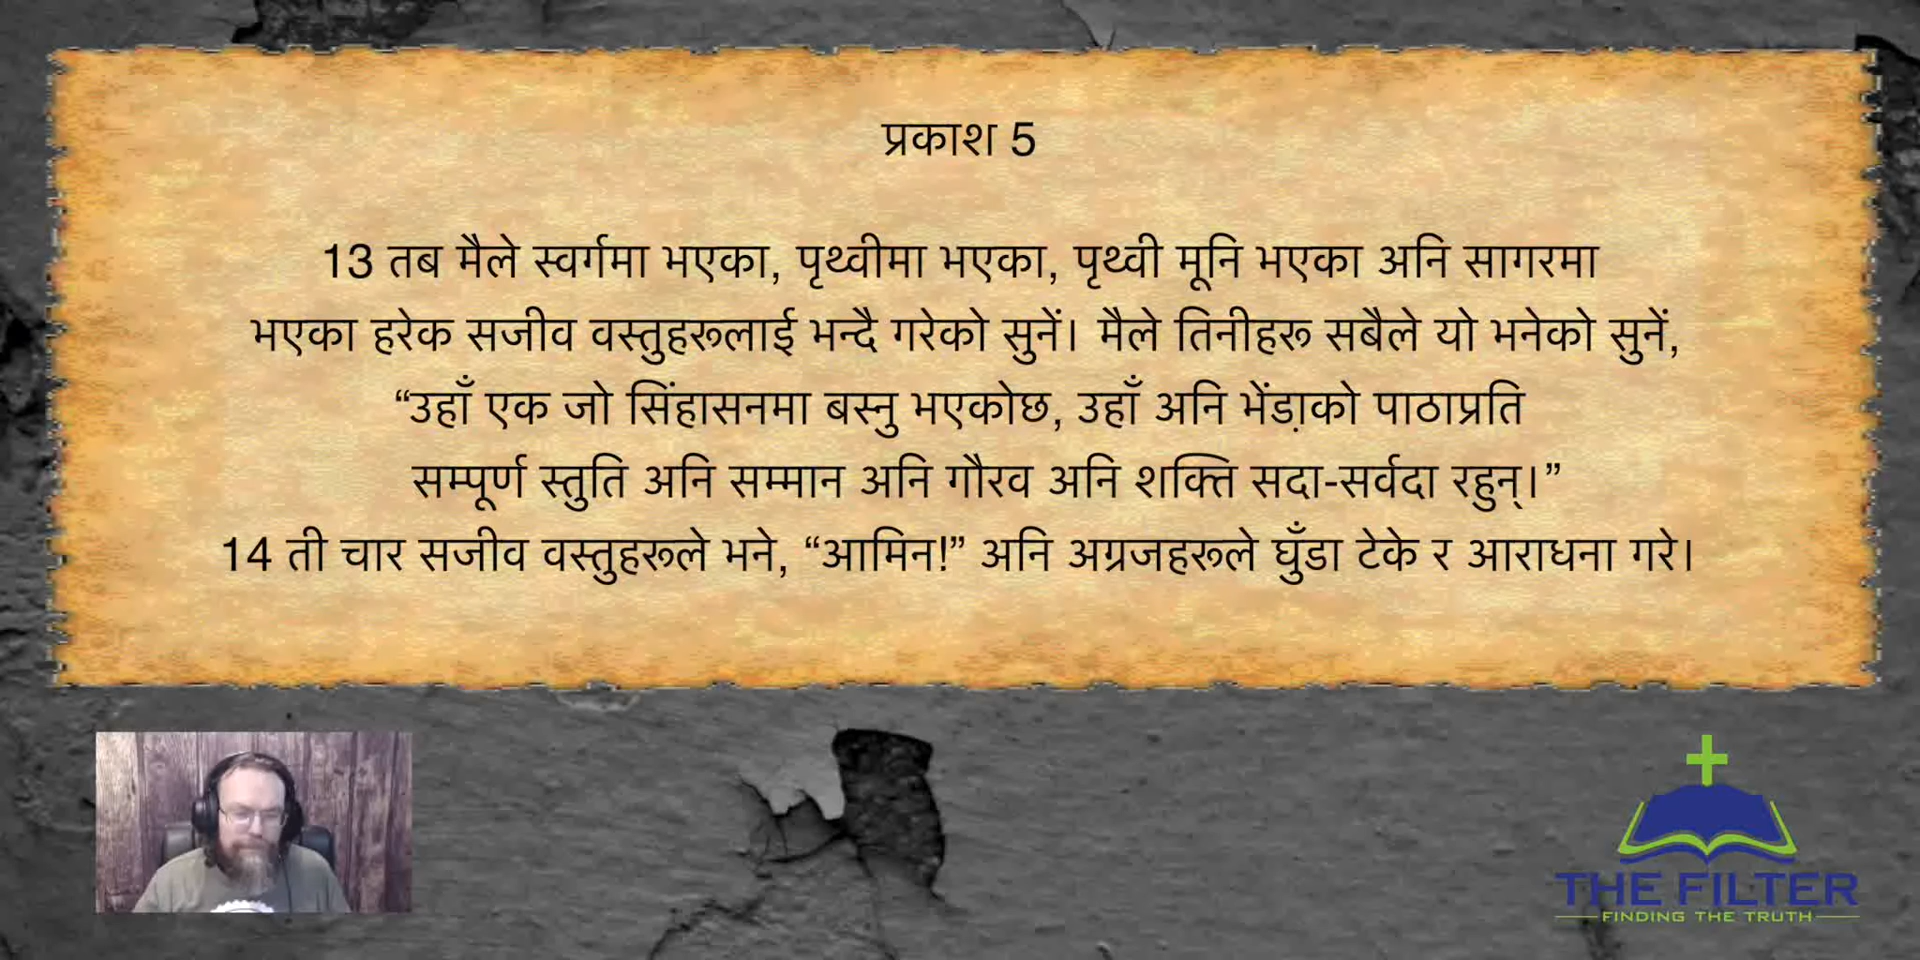 प्रकाश 5
13 तब मैले स्वर्गमा भएका, पृथ्वीमा भएका, पृथ्वी मूनि भएका अनि सागरमा
भएका हरेक सजीव वस्तुहरूलाई भन्दै गरेको सुनें। मैले तिनीहरू सबैले यो भनेको सुनें,
“उहाँ एक जो सिंहासनमा बस्नु भएकोछ, उहाँ अनि भेंडा़को पाठाप्रति
सम्पूर्ण स्तुति अनि सम्मान अनि गौरव अनि शक्ति सदा-सर्वदा रहुन्।”
14 ती चार सजीव वस्तुहरूले भने, “आमिन!” अनि अग्रजहरूले घुँडा टेके र आराधना गरे।
THE FILTER
FINDING THE TRUTH